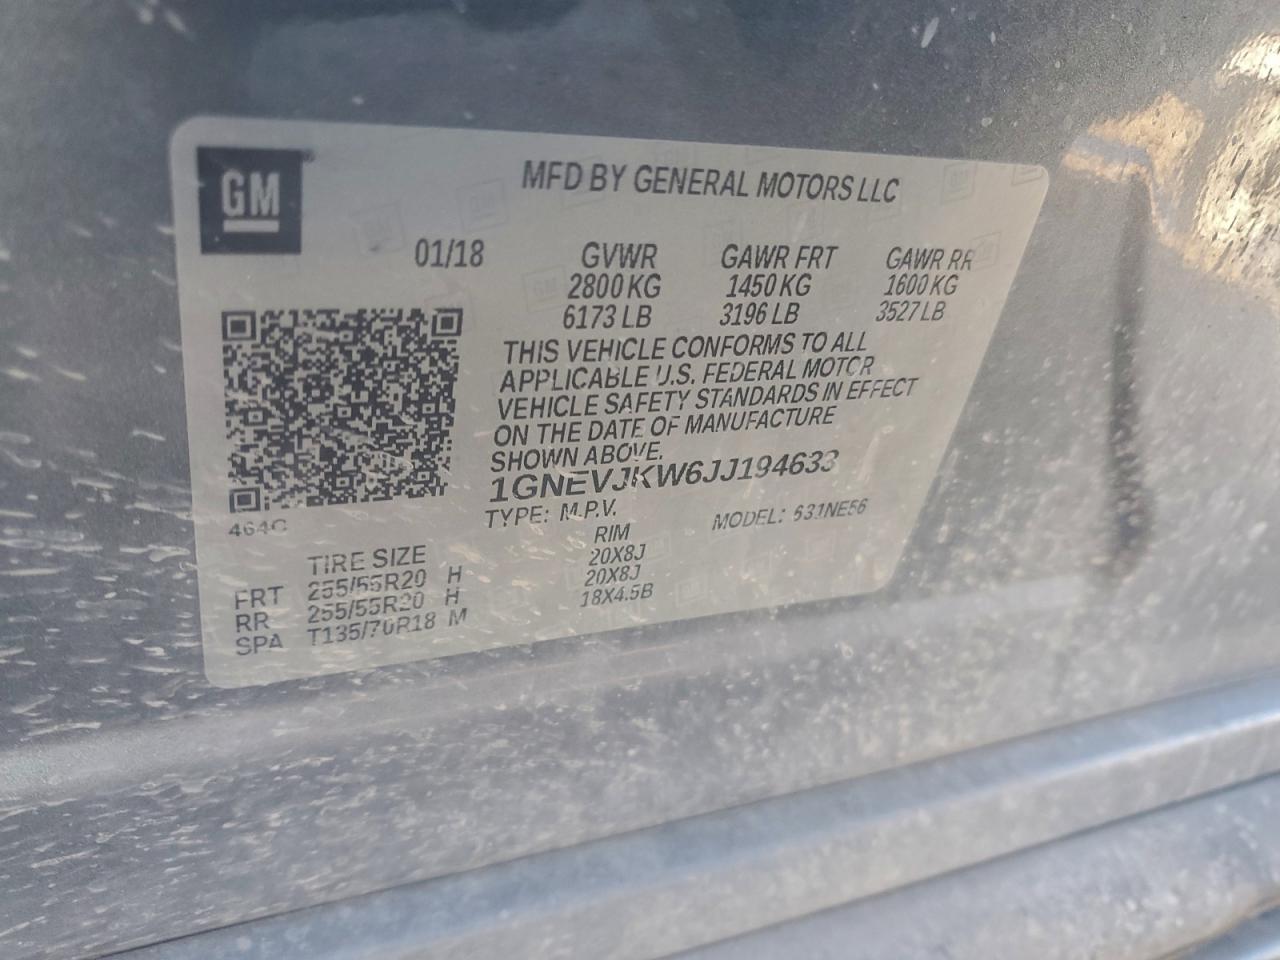 GM
MFD BY GENERAL MOTORS LLC
01/18 GVWR GAWR FRT GAWR RR
2800 KG 1450 KG 1600 KG
6173 LB 3196 LB 3527 LB
THIS VEHICLE CONFORMS TO ALL
APPLICABLE U.S. FEDERAL MOTOR
VEHICLE SAFETY STANDARDS IN EFFECT
ON THE DATE OF MANUFACTURE
SHOWN ABOVE.
1GNEVJKW6JJ194633
TYPE: M.P.V. MODEL: 
464C
TIRE SIZE RIM
FRT 255/55R20 H 20X8J
RR 255/55R20 H 20X8J
SPA T135/70R18 M 18X4.5B